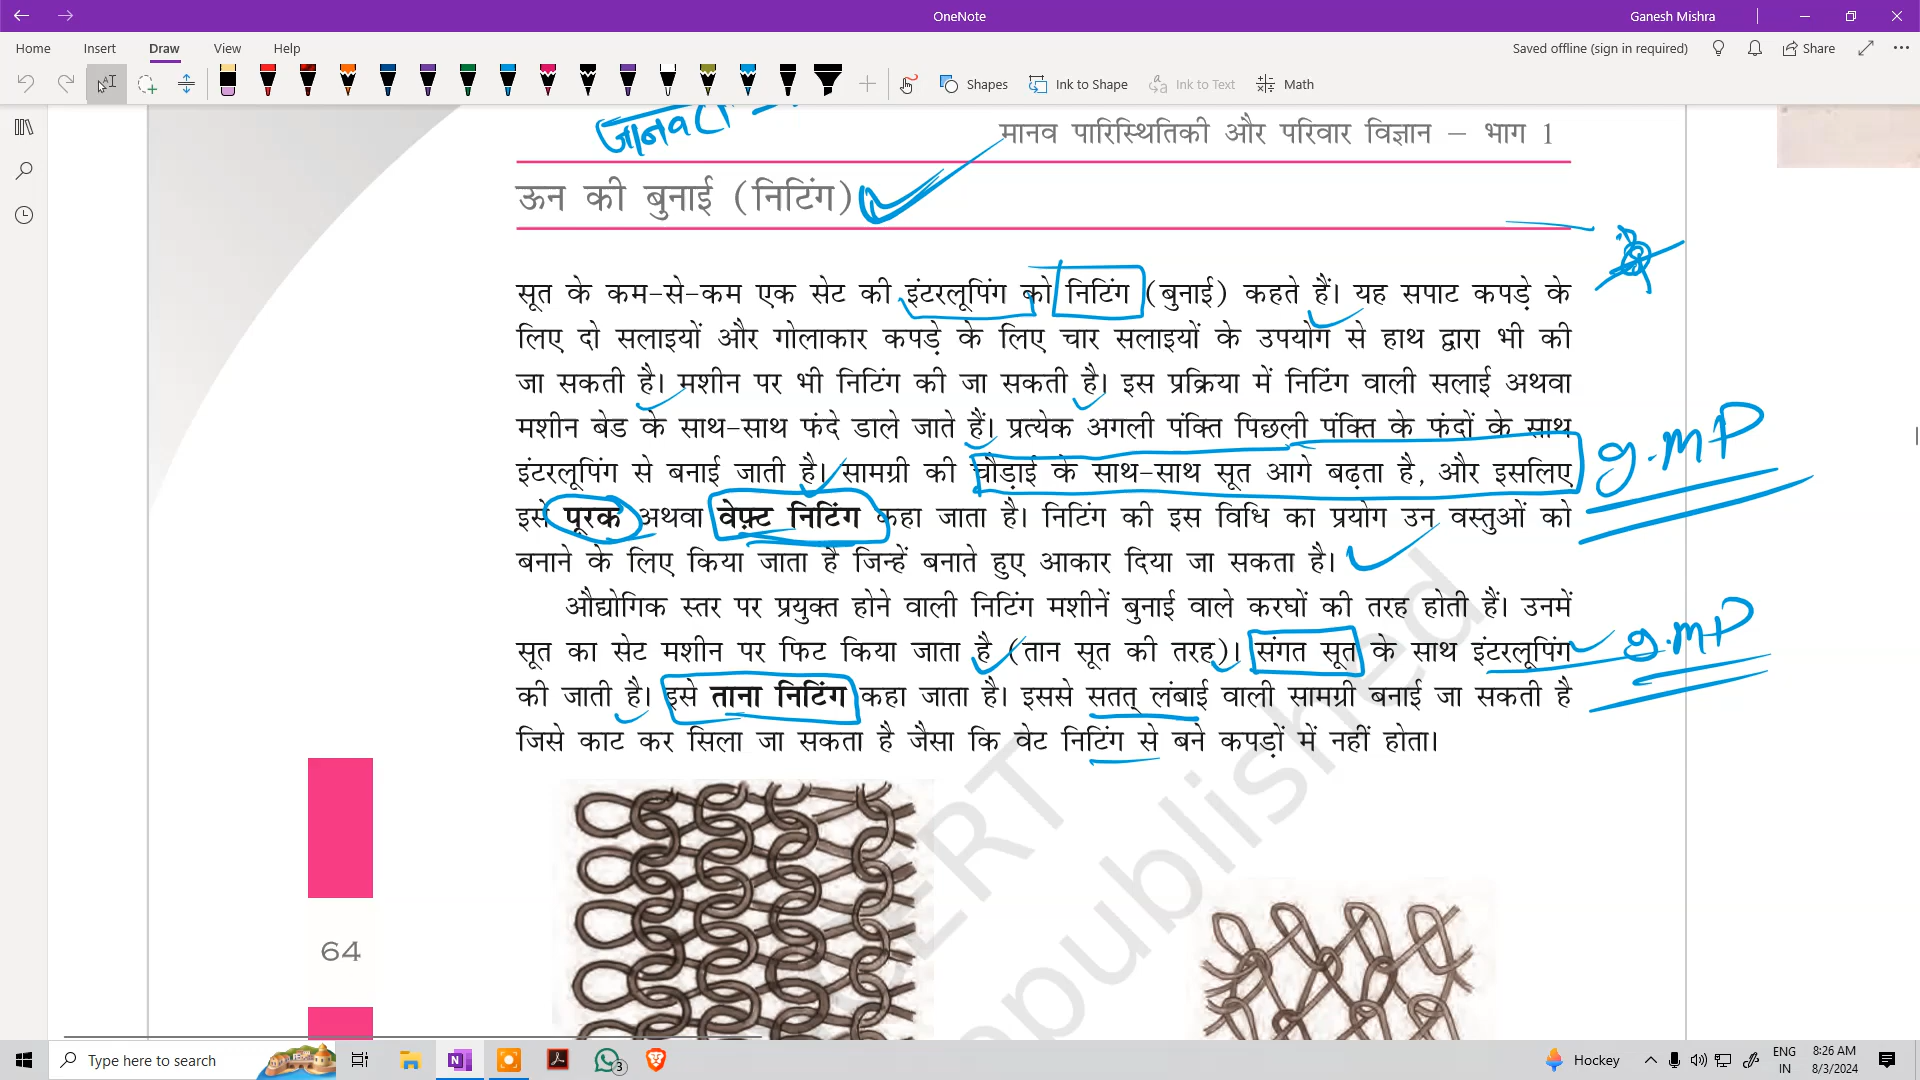 OneNote
Ganesh Mishra
Home Insert Draw View Help
Saved offline (sign in required) Share
Shapes Ink to Shape Ink to Text Math
जानवरों
मानव पारिस्थितिकी और परिवार विज्ञान – भाग 1
ऊन की बुनाई (निटिंग)
सूत के कम-से-कम एक सेट की इंटरलूपिंग को निटिंग (बुनाई) कहते हैं। यह सपाट कपड़े के
लिए दो सलाइयों और गोलाकार कपड़े के लिए चार सलाइयों के उपयोग से हाथ द्वारा भी की
जा सकती है। मशीन पर भी निटिंग की जा सकती है। इस प्रक्रिया में निटिंग वाली सलाई अथवा
मशीन बेड के साथ-साथ फंदे डाले जाते हैं। प्रत्येक अगली पंक्ति पिछली पंक्ति के फंदों के साथ
इंटरलूपिंग से बनाई जाती है। सामग्री की चौड़ाई के साथ-साथ सूत आगे बढ़ता है, और इसलिए
g.mP
इसे पूरक अथवा वेफ़्ट निटिंग कहा जाता है। निटिंग की इस विधि का प्रयोग उन वस्तुओं को
बनाने के लिए किया जाता है जिन्हें बनाते हुए आकार दिया जा सकता है।
औद्योगिक स्तर पर प्रयुक्त होने वाली निटिंग मशीनें बुनाई वाले करघों की तरह होती हैं। उनमें
सूत का सेट मशीन पर फिट किया जाता है (तान सूत की तरह)। संगत सूत के साथ इंटरलूपिंग
g.mP
की जाती है। इसे ताना निटिंग कहा जाता है। इससे सतत् लंबाई वाली सामग्री बनाई जा सकती है
जिसे काट कर सिला जा सकता है जैसा कि वेट निटिंग से बने कपड़ों में नहीं होता।
64
Type here to search
3
Hockey
ENG
IN
8:26 AM
8/3/2024